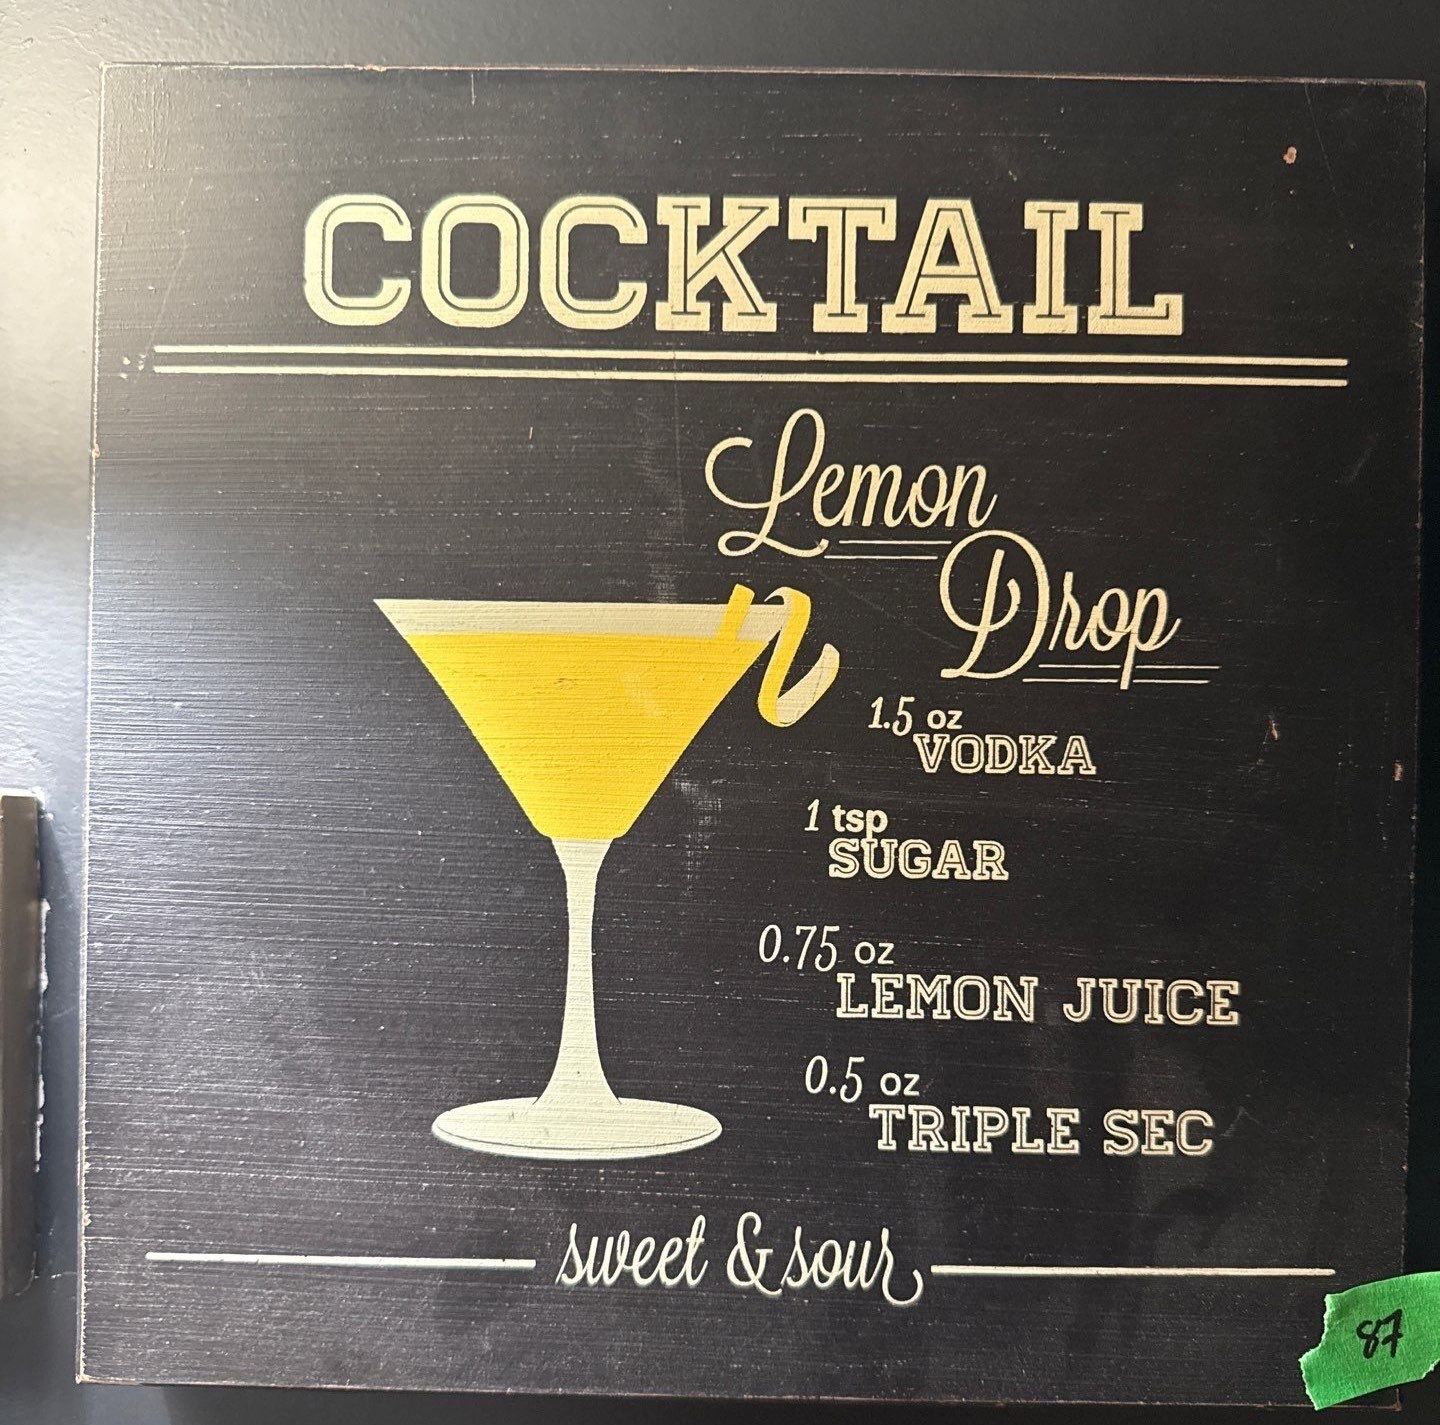 COCKTAIL
Lemon
Drop
1.5 oz
VODKA
1 tsp
SUGAR
0.75 oz
LEMON JUICE
0.5 oz
TRIPLE SEC
sweet & sour
87